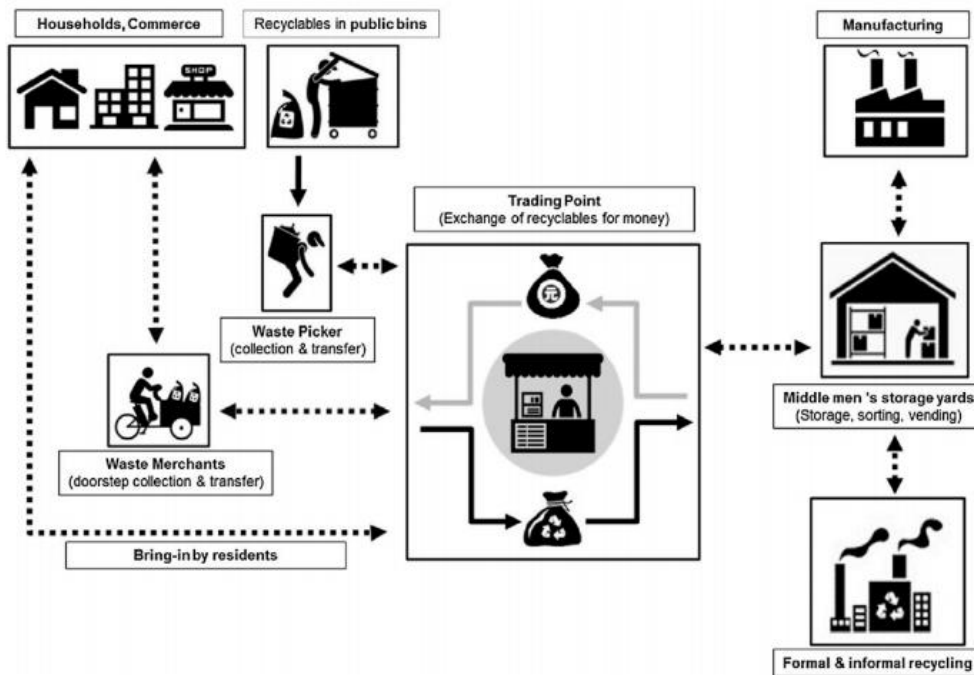 Households, Commerce
Recyclables in public bins
Manufacturing
SHOP
Trading Point
(Exchange of recyclables for money)
元
Waste Picker
(collection & transfer)
Middle men 's storage yards
(Storage, sorting, vending)
Waste Merchants
(doorstep collection & transfer)
Bring-in by residents
Formal & informal recycling